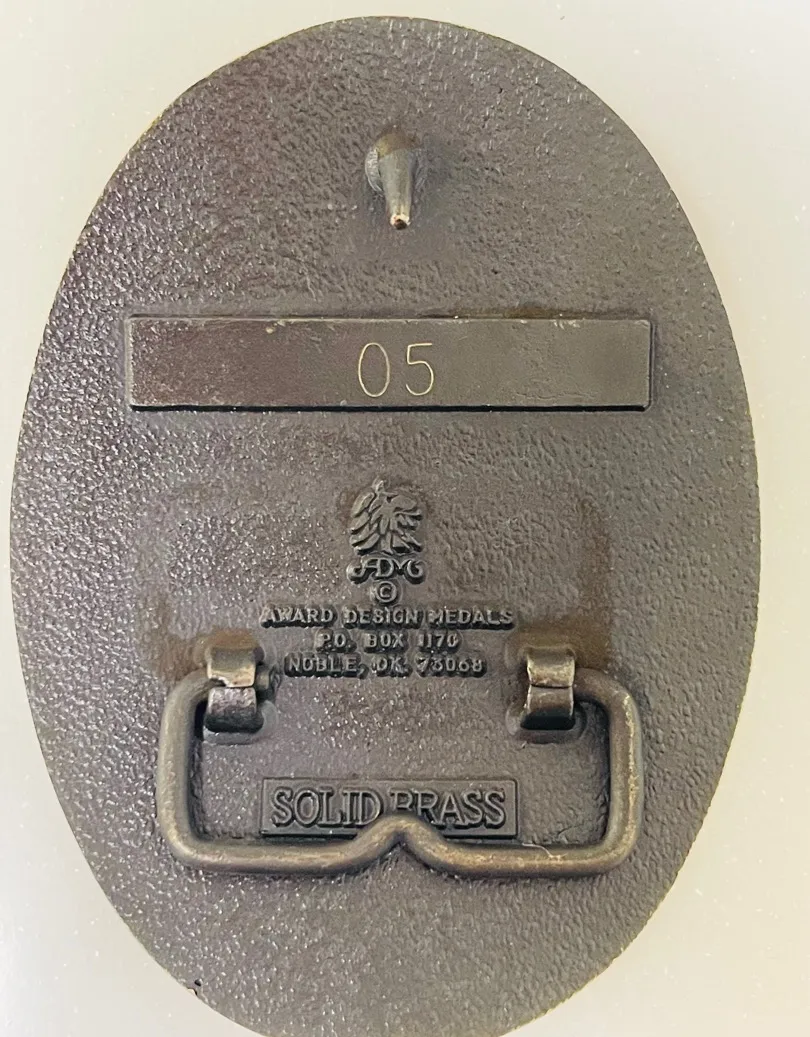 05
ADM
©
AWARD DESIGN MEDALS
P.O. BOX 1170
NOBLE, OK 73068
SOLID BRASS